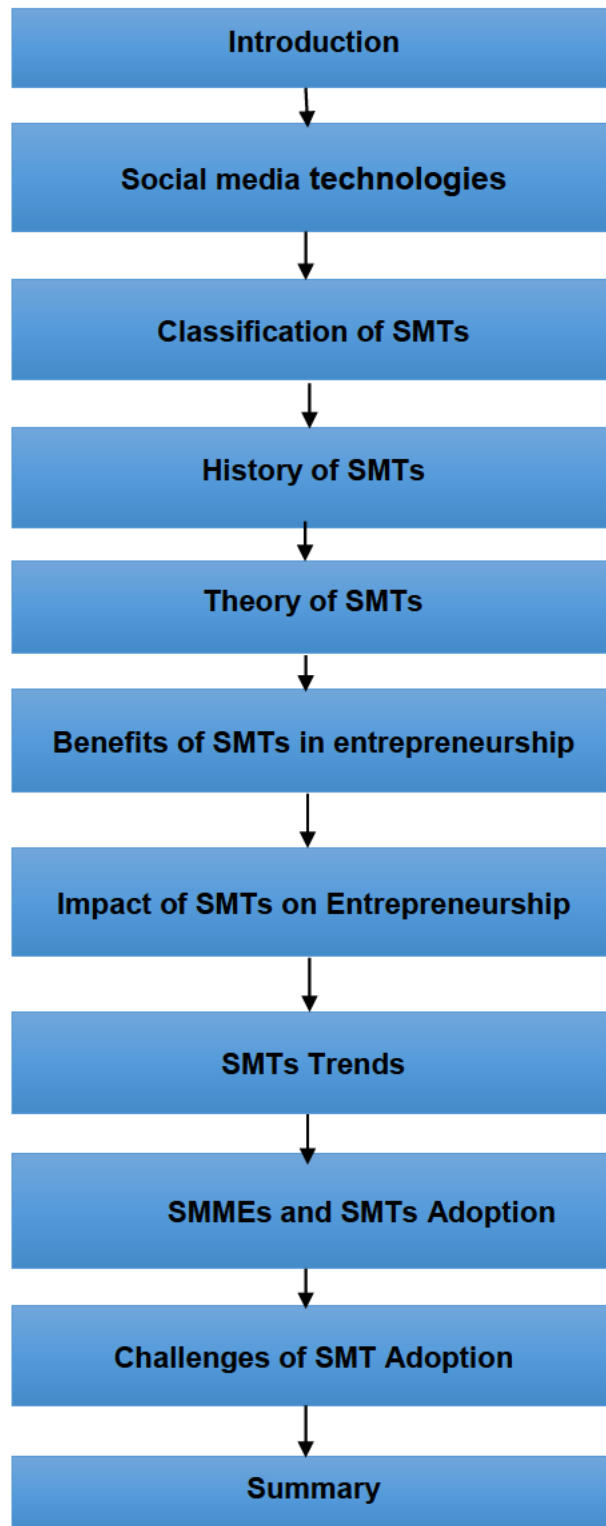 Introduction
Social media technologies
Classification of SMTs
History of SMTs
Theory of SMTs
Benefits of SMTs in entrepreneurship
Impact of SMTs on Entrepreneurship
SMTs Trends
SMMEs and SMTs Adoption
Challenges of SMT Adoption
Summary